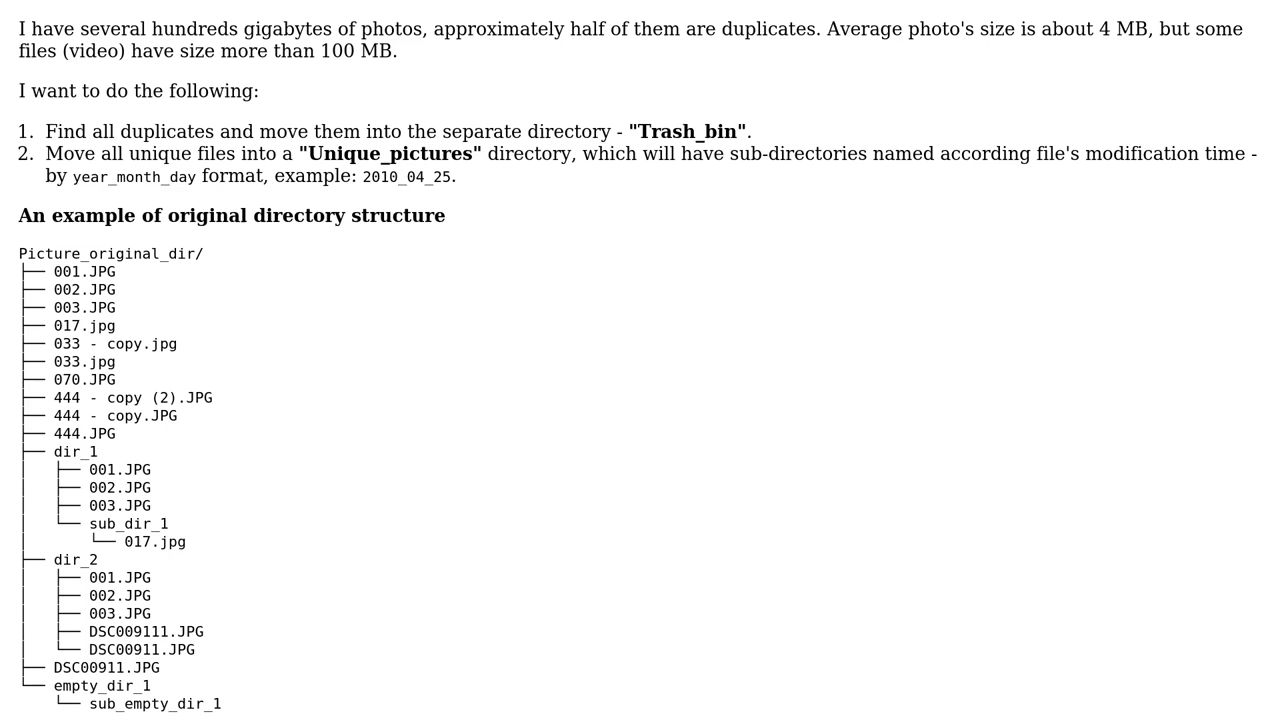 I have several hundreds gigabytes of photos, approximately half of them are duplicates. Average photo's size is about 4 MB, but some
files (video) have size more than 100 MB.
I want to do the following:
1. Find all duplicates and move them into the separate directory - "Trash_bin".
2. Move all unique files into a "Unique_pictures" directory, which will have sub-directories named according file's modification time -
by year_month_day format, example: 2010_04_25.
An example of original directory structure
Picture_original_dir/
├── 001.JPG
├── 002.JPG
├── 003.JPG
├── 017.jpg
├── 033 - copy.jpg
├── 033.jpg
├── 070.JPG
├── 444 - copy (2).JPG
├── 444 - copy.JPG
├── 444.JPG
├── dir_1
│   ├── 001.JPG
│   ├── 002.JPG
│   ├── 003.JPG
│   └── sub_dir_1
│       └── 017.jpg
├── dir_2
│   ├── 001.JPG
│   ├── 002.JPG
│   ├── 003.JPG
│   ├── DSC009111.JPG
│   └── DSC00911.JPG
├── DSC00911.JPG
└── empty_dir_1
    └── sub_empty_dir_1